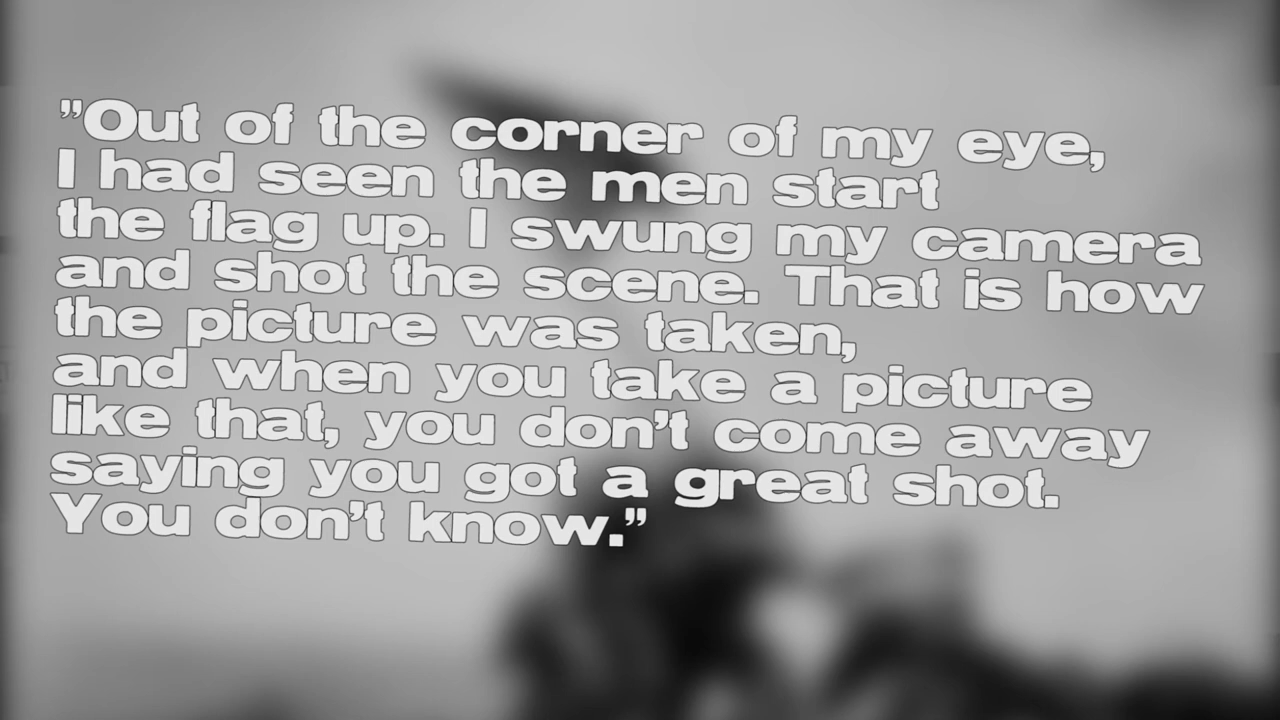 ”Out of the corner of my eye,
I had seen the men start
the flag up. I swung my camera
and shot the scene. That is how
the picture was taken,
and when you take a picture
like that, you don’t come away
saying you got a great shot.
You don’t know.”